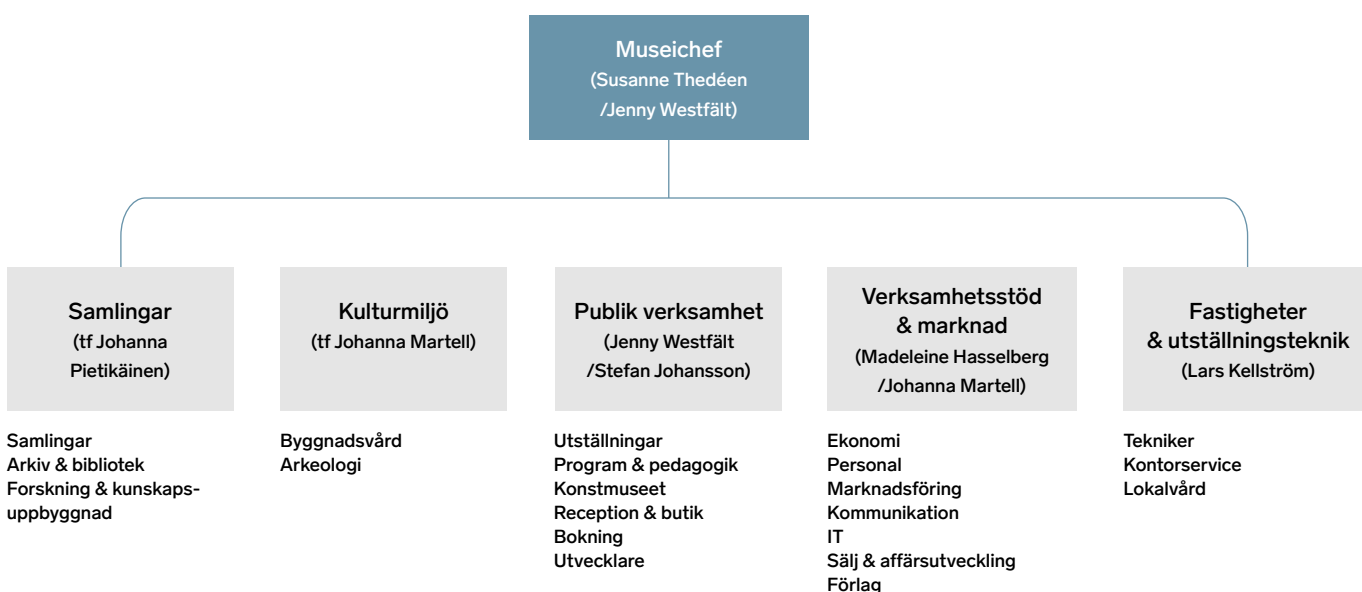 Museichef
(Susanne Thedéen
/Jenny Westfält)
Samlingar
(tf Johanna
Pietikäinen)
Samlingar
Arkiv & bibliotek
Forskning & kunskaps-
uppbyggnad
Kulturmiljö
(tf Johanna Martell)
Byggnadsvård
Arkeologi
Publik verksamhet
(Jenny Westfält
/Stefan Johansson)
Utställningar
Program & pedagogik
Konstmuseet
Reception & butik
Bokning
Utvecklare
Verksamhetsstöd
& marknad
(Madeleine Hasselberg
/Johanna Martell)
Ekonomi
Personal
Marknadsföring
Kommunikation
IT
Sälj & affärsutveckling
Förlag
Fastigheter
& utställningsteknik
(Lars Kellström)
Tekniker
Kontorservice
Lokalvård